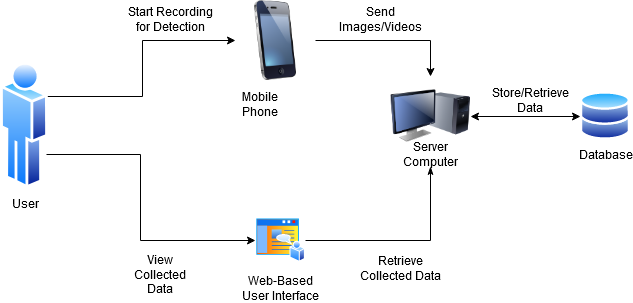 Start Recording
for Detection
Send
Images/Videos
Mobile
Phone
Store/Retrieve
Data
Server
Computer
Database
User
View
Collected
Data
Web-Based
User Interface
Retrieve
Collected Data